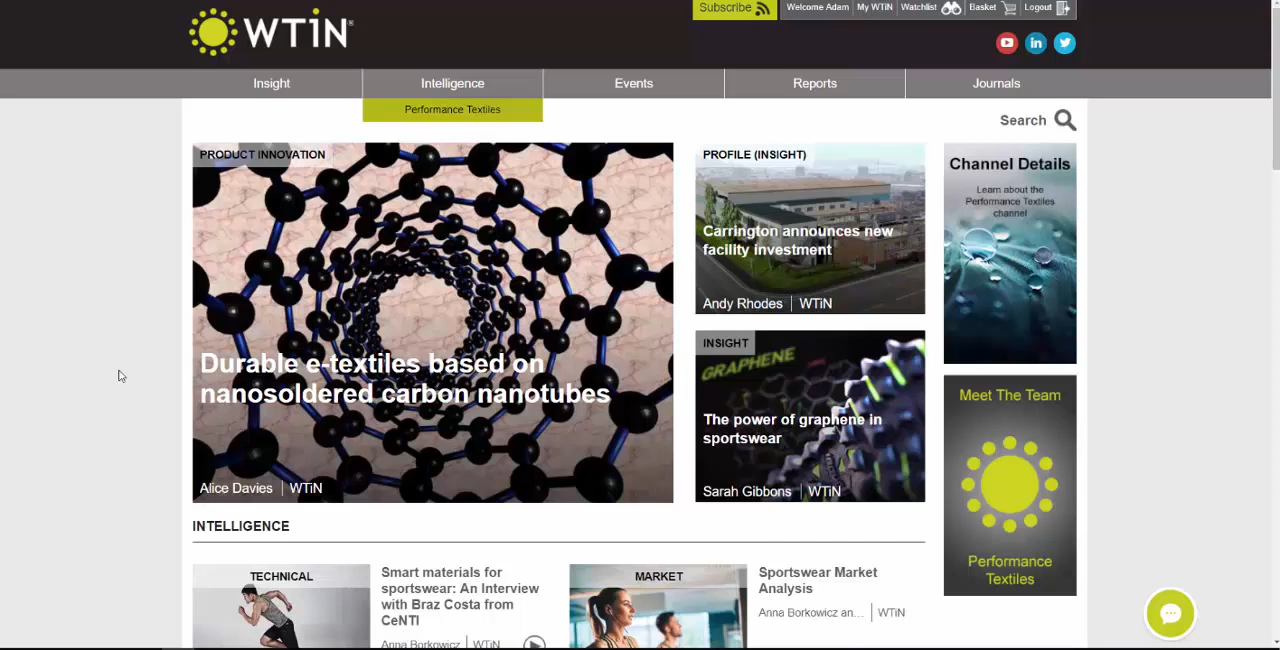 Subscribe
Welcome Adam
My WTiN
Watchlist
Basket
Logout
WTiN
Insight
Intelligence
Events
Reports
Journals
Performance Textiles
Search
PRODUCT INNOVATION
Durable e-textiles based on
nanosoldered carbon nanotubes
Alice Davies | WTiN
PROFILE (INSIGHT)
Carrington announces new
facility investment
Andy Rhodes | WTiN
INSIGHT
GRAPHENE
The power of graphene in
sportswear
Sarah Gibbons | WTiN
Channel Details
Learn about the
Performance Textiles
channel
Meet The Team
Performance
Textiles
INTELLIGENCE
TECHNICAL
Smart materials for
sportswear: An Interview
with Braz Costa from
CeNTI
Anna Borkowicz | WTiN
MARKET
Sportswear Market
Analysis
Anna Borkowicz an... | WTiN